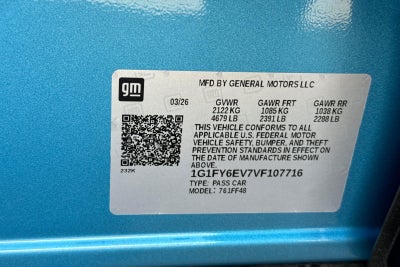 gm
MFD BY GENERAL MOTORS LLC
03/26 GVWR GAWR FRT GAWR RR
2122 KG 1085 KG 1038 KG
4679 LB 2391 LB 2288 LB
THIS VEHICLE CONFORMS TO ALL
APPLICABLE U.S. FEDERAL MOTOR
VEHICLE SAFETY, BUMPER, AND THEFT
PREVENTION STANDARDS IN EFFECT ON
THE DATE OF MANUFACTURE SHOWN
ABOVE.
232K
1G1FY6EV7VF107716
TYPE: PASS CAR
MODEL: 761FF48